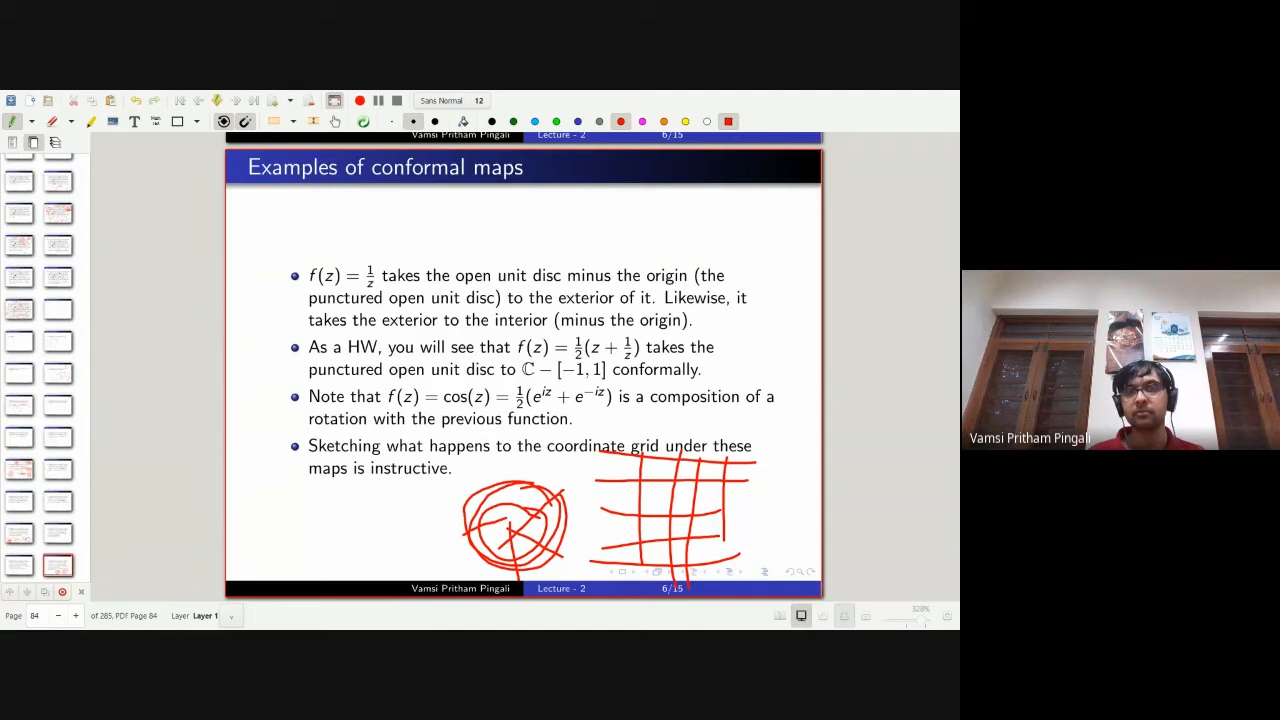 Sans Normal 12
Vamsi Pritham Pingali Lecture - 2 6/15
Examples of conformal maps
f(z) = 1/z takes the open unit disc minus the origin (the
punctured open unit disc) to the exterior of it. Likewise, it
takes the exterior to the interior (minus the origin).
As a HW, you will see that f(z) = 1/2(z + 1/z) takes the
punctured open unit disc to ℂ − [−1, 1] conformally.
Note that f(z) = cos(z) = 1/2(e^{iz} + e^{−iz}) is a composition of a
rotation with the previous function.
Sketching what happens to the coordinate grid under these
maps is instructive.
Vamsi Pritham Pingali Lecture - 2 6/15
Page 84 − + of 285, PDF Page 84 Layer Layer 1
328%
Vamsi Pritham Pingali